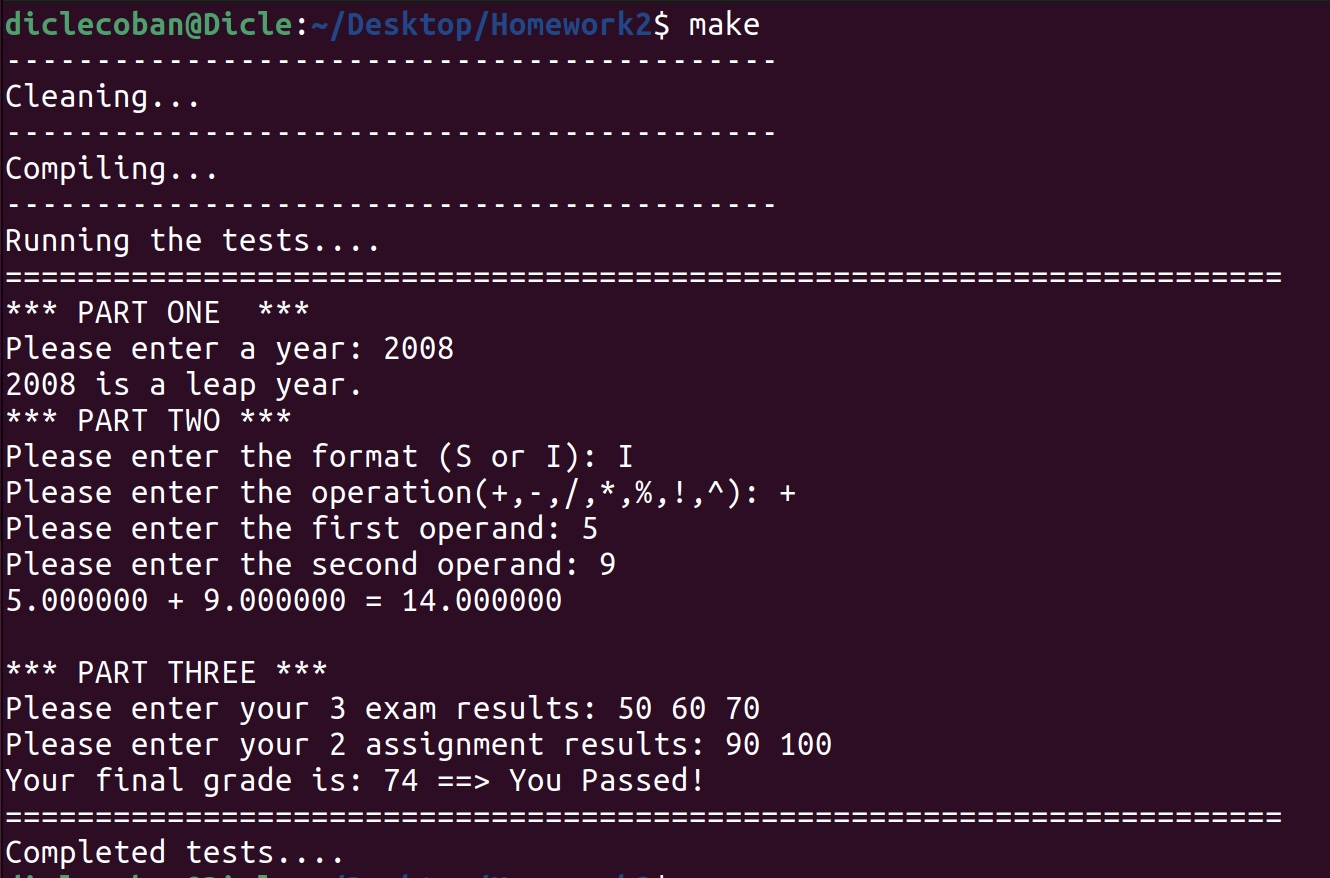 diclecoban@Dicle:~/Desktop/Homework2$ make
-------------------------------------------
Cleaning...
-------------------------------------------
Compiling...
-------------------------------------------
Running the tests....
=======================================================================
*** PART ONE  ***
Please enter a year: 2008
2008 is a leap year.
*** PART TWO ***
Please enter the format (S or I): I
Please enter the operation(+,-,/,*,%,!,^): +
Please enter the first operand: 5
Please enter the second operand: 9
5.000000 + 9.000000 = 14.000000

*** PART THREE ***
Please enter your 3 exam results: 50 60 70
Please enter your 2 assignment results: 90 100
Your final grade is: 74 ==> You Passed!
=======================================================================
Completed tests....